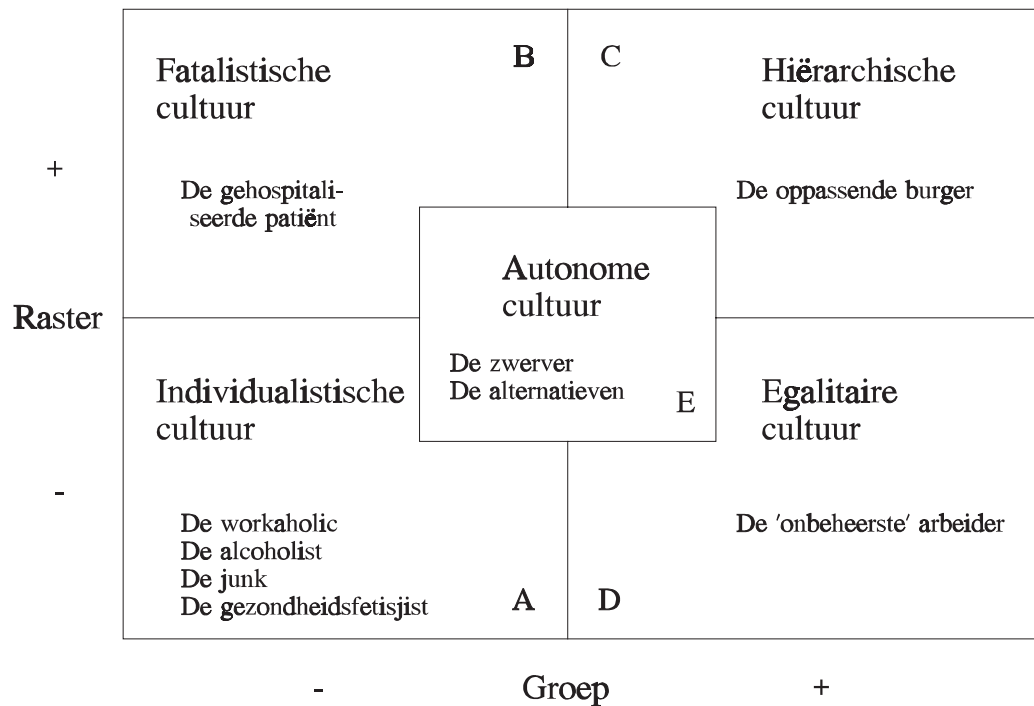 Fatalistische
cultuur
B
C
Hiërarchische
cultuur
+
De gehospitali-
seerde patiënt
De oppassende burger
Autonome
cultuur
Raster
De zwerver
De alternatieven
E
Individualistische
cultuur
Egalitaire
cultuur
-
De workaholic
De alcoholist
De junk
De gezondheidsfetisjist
A
D
De 'onbeheerste' arbeider
-
Groep
+